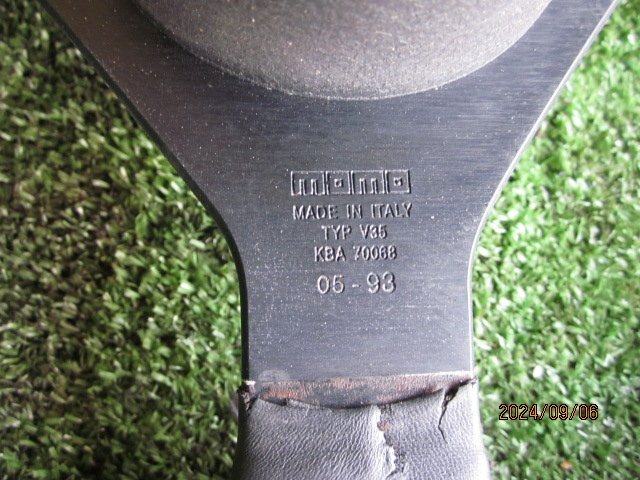 momo
MADE IN ITALY
TYP V35
KBA 70068
05-93
2024/09/06